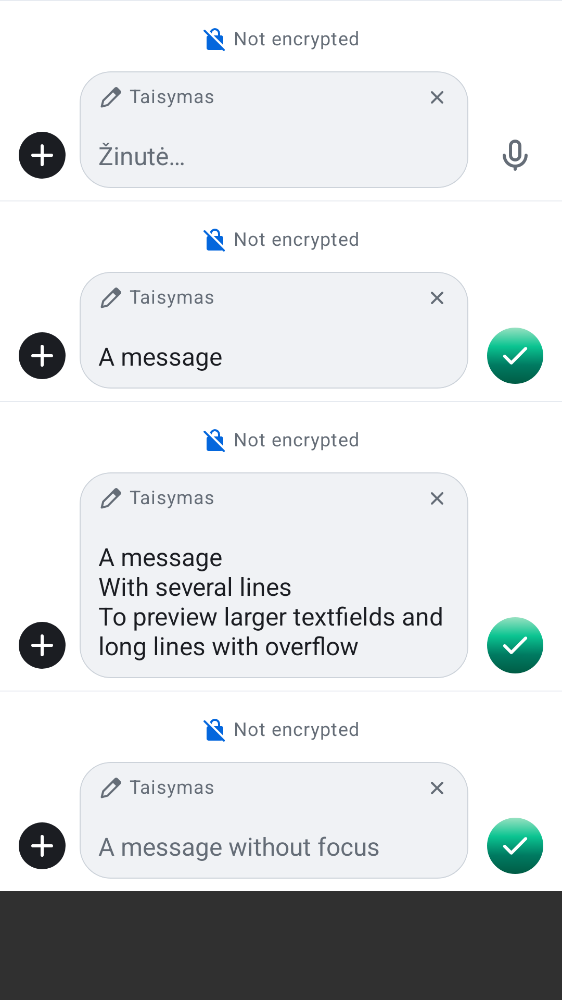 Not encrypted
Taisymas
Žinutė…
Not encrypted
Taisymas
A message
Not encrypted
Taisymas
A message
With several lines
To preview larger textfields and
long lines with overflow
Not encrypted
Taisymas
A message without focus